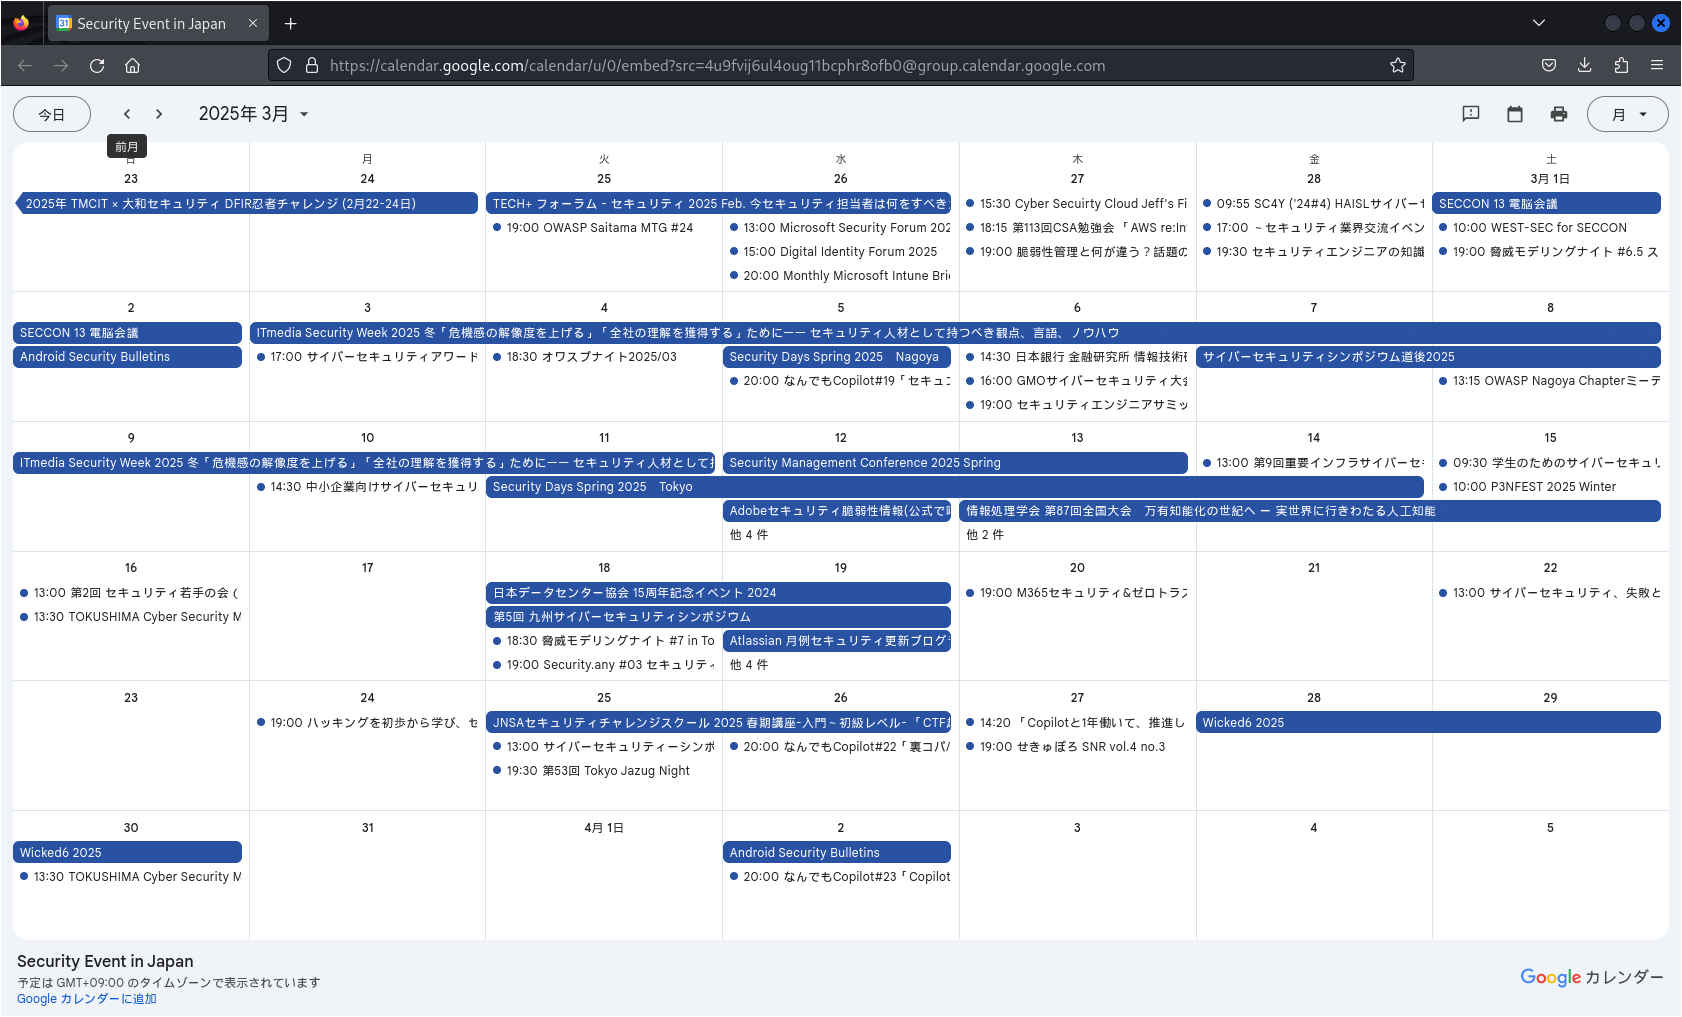 Security Event in Japan
https://calendar.google.com/calendar/u/0/embed?src=4u9fvij6ul4oug11bcphr8ofb0@group.calendar.google.com
今日
2025年 3月
月
前月
日 月 火 水 木 金 土
23 24 25 26 27 28 3月 1日
2025年 TMCIT × 大和セキュリティ DFIR忍者チャレンジ (2月22-24日)
TECH+ フォーラム - セキュリティ 2025 Feb. 今セキュリティ担当者は何をすべき
19:00 OWASP Saitama MTG #24
13:00 Microsoft Security Forum 202
15:00 Digital Identity Forum 2025
20:00 Monthly Microsoft Intune Bri
15:30 Cyber Secuirty Cloud Jeff's Fi
18:15 第113回CSA勉強会 「AWS re:In
19:00 脆弱性管理と何が違う？話題の
09:55 SC4Y ('24#4) HAISLサイバー
17:00 ～セキュリティ業界交流イベン
19:30 セキュリティエンジニアの知識
SECCON 13 電脳会議
10:00 WEST-SEC for SECCON
19:00 脅威モデリングナイト #6.5 ス
2 3 4 5 6 7 8
SECCON 13 電脳会議
Android Security Bulletins
ITmedia Security Week 2025 冬「危機感の解像度を上げる」「全社の理解を獲得する」ために—— セキュリティ人材として持つべき観点、言語、ノウハウ
17:00 サイバーセキュリティアワード
18:30 オワスプナイト2025/03
Security Days Spring 2025　Nagoya
20:00 なんでもCopilot#19「セキュ
14:30 日本銀行 金融研究所 情報技術
16:00 GMOサイバーセキュリティ大
19:00 セキュリティエンジニアサミッ
サイバーセキュリティシンポジウム道後2025
13:15 OWASP Nagoya Chapterミーテ
9 10 11 12 13 14 15
ITmedia Security Week 2025 冬「危機感の解像度を上げる」「全社の理解を獲得する」ために—— セキュリティ人材として
14:30 中小企業向けサイバーセキュリ
Security Days Spring 2025　Tokyo
Security Management Conference 2025 Spring
Adobeセキュリティ脆弱性情報(公式で
他 4 件
情報処理学会 第87回全国大会　万有知能化の世紀へ ー 実世界に行きわたる人工知能
他 2 件
13:00 第9回重要インフラサイバーセ
09:30 学生のためのサイバーセキュリ
10:00 P3NFEST 2025 Winter
16 17 18 19 20 21 22
13:00 第2回 セキュリティ若手の会 (
13:30 TOKUSHIMA Cyber Security M
日本データセンター協会 15周年記念イベント 2024
第5回 九州サイバーセキュリティシンポジウム
18:30 脅威モデリングナイト #7 in To
19:00 Security.any #03 セキュリティ
Atlassian 月例セキュリティ更新プログ
他 4 件
19:00 M365セキュリティ&ゼロトラス
13:00 サイバーセキュリティ、失敗と
23 24 25 26 27 28 29
19:00 ハッキングを初歩から学び、セ
JNSAセキュリティチャレンジスクール 2025 春期講座-入門～初級レベル- 「CTF
13:00 サイバーセキュリティーシンポ
19:30 第53回 Tokyo Jazug Night
20:00 なんでもCopilot#22「裏コパ
14:20 「Copilotと1年働いて、推進し
19:00 せきゅぽろ SNR vol.4 no.3
Wicked6 2025
30 31 4月 1日 2 3 4 5
Wicked6 2025
13:30 TOKUSHIMA Cyber Security M
Android Security Bulletins
20:00 なんでもCopilot#23「Copilot
Security Event in Japan
予定は GMT+09:00 のタイムゾーンで表示されています
Google カレンダーに追加
Google カレンダー